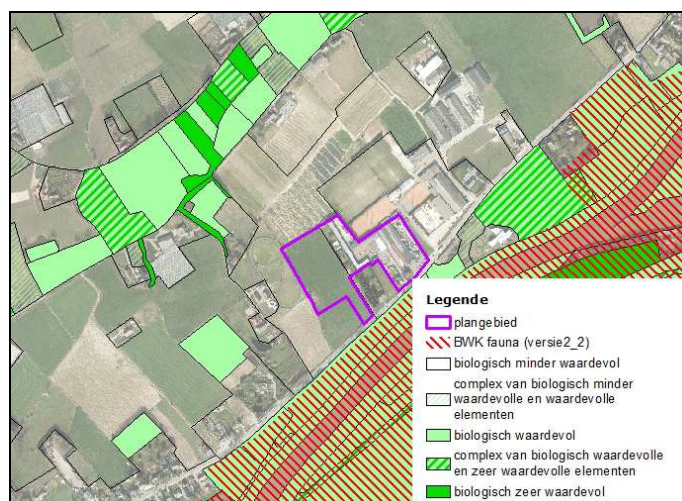 Legende
plangebied
BWK fauna (versie2_2)
biologisch minder waardevol
complex van biologisch minder
waardevolle en waardevolle
elementen
biologisch waardevol
complex van biologisch waardevolle
en zeer waardevolle elementen
biologisch zeer waardevol